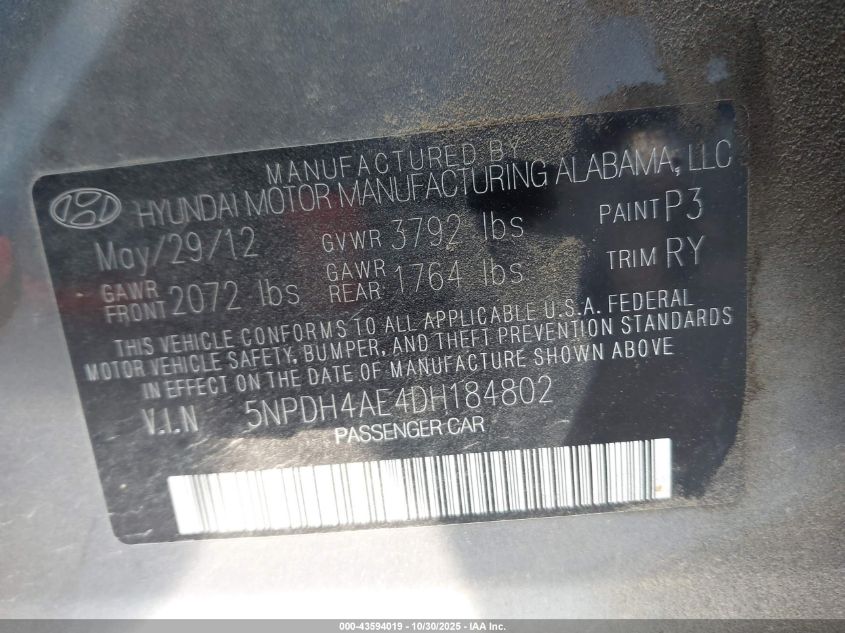 MANUFACTURED BY
HYUNDAI MOTOR MANUFACTURING ALABAMA, LLC
May/29/12 GVWR 3792 lbs PAINT P3
GAWR FRONT 2072 lbs GAWR REAR 1764 lbs TRIM RY
THIS VEHICLE CONFORMS TO ALL APPLICABLE U.S.A. FEDERAL
MOTOR VEHICLE SAFETY, BUMPER, AND THEFT PREVENTION STANDARDS
IN EFFECT ON THE DATE OF MANUFACTURE SHOWN ABOVE
V.I.N 5NPDH4AE4DH184802
PASSENGER CAR
000-43594019 - 10/30/2025 - IAA Inc.